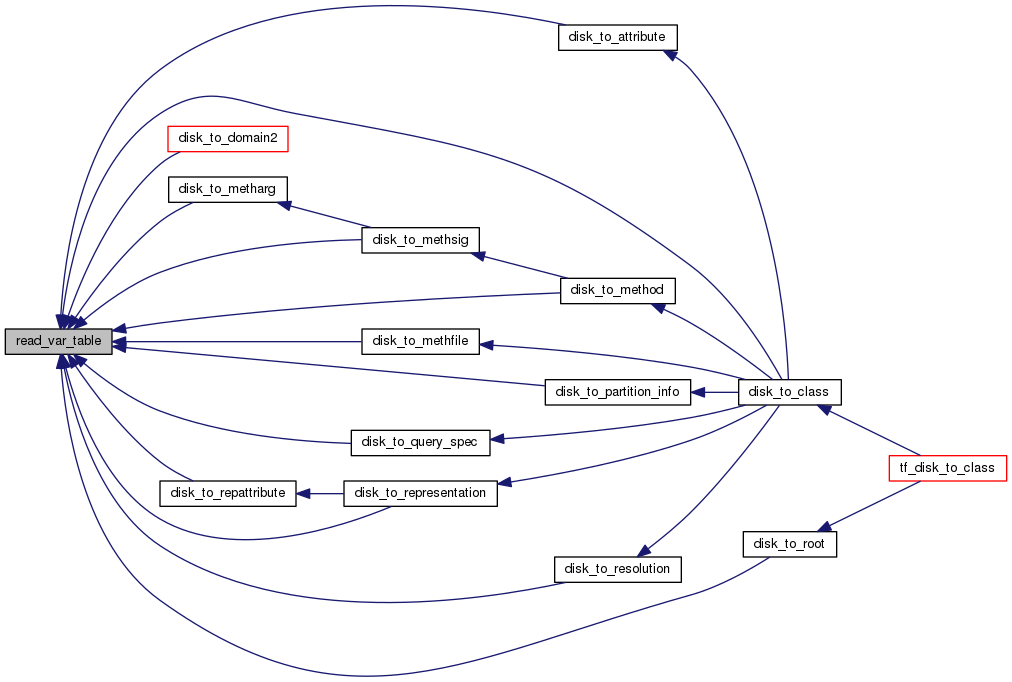 disk_to_attribute
disk_to_domain2
disk_to_metharg
disk_to_methsig
disk_to_method
read_var_table
disk_to_methfile
disk_to_partition_info
disk_to_class
disk_to_query_spec
tf_disk_to_class
disk_to_repattribute
disk_to_representation
disk_to_root
disk_to_resolution